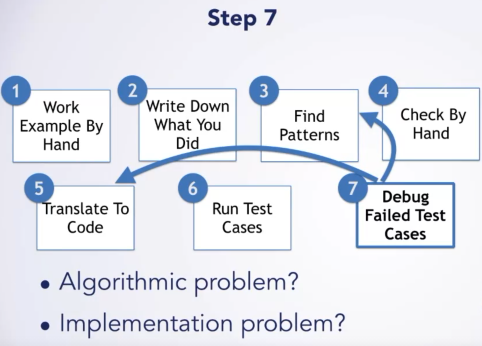 Step 7
1
Work
Example By
Hand
2
Write Down
What You
Did
3
Find
Patterns
4
Check By
Hand
5
Translate To
Code
6
Run Test
Cases
7
Debug
Failed Test
Cases
• Algorithmic problem?
• Implementation problem?